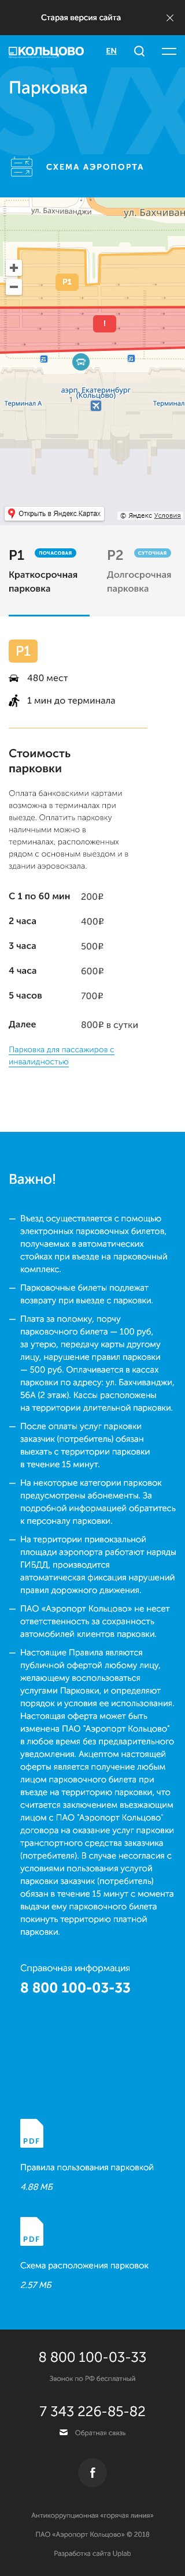 Старая версия сайта
КОЛЬЦОВО
EN
Парковка
СХЕМА АЭРОПОРТА
ул. Бахчиванджи
ул. Бахчиван
P1
!
аэрп. Екатеринбург
(Кольцово)
Терминал А
Терминал
Открыть в Яндекс.Картах
© Яндекс Условия
P1 ПОЧАСОВАЯ
Краткосрочная
парковка
P2 СУТОЧНАЯ
Долгосрочная
парковка
P1
480 мест
1 мин до терминала
Стоимость
парковки
Оплата банковскими картами
возможна в терминалах при
выезде. Оплатить парковку
наличными можно в
терминалах, расположенных
рядом с основным выездом и в
здании аэровокзала.
С 1 по 60 мин 200₽
2 часа 400₽
3 часа 500₽
4 часа 600₽
5 часов 700₽
Далее 800₽ в сутки
Парковка для пассажиров с
инвалидностью
Важно!
— Въезд осуществляется с помощью
электронных парковочных билетов,
получаемых в автоматических
стойках при въезде на парковочный
комплекс.
— Парковочные билеты подлежат
возврату при выезде с парковки.
— Плата за поломку, порчу
парковочного билета — 100 руб,
за утерю, передачу карты другому
лицу, нарушение правил парковки
— 500 руб. Оплачивается в кассах
парковки по адресу: ул. Бахчиванджи,
56А (2 этаж). Кассы расположены
на территории длительной парковки.
— После оплаты услуг парковки
заказчик (потребитель) обязан
выехать с территории парковки
в течение 15 минут.
— На некоторые категории парковок
предусмотрены абонементы. За
подробной информацией обратитесь
к персоналу парковки.
— На территории привокзальной
площади аэропорта работают наряды
ГИБДД, производится
автоматическая фиксация нарушений
правил дорожного движения.
— ПАО «Аэропорт Кольцово» не несет
ответственность за сохранность
автомобилей клиентов парковки.
— Настоящие Правила являются
публичной офертой любому лицу,
желающему воспользоваться
услугами Парковки, и определяют
порядок и условия ее использования.
Настоящая оферта может быть
изменена ПАО "Аэропорт Кольцово"
в любое время без предварительного
уведомления. Акцептом настоящей
оферты является получение любым
лицом парковочного билета при
въезде на территорию парковки, что
считается заключением въезжающим
лицом с ПАО "Аэропорт Кольцово"
договора на оказание услуг парковки
транспортного средства заказчика
(потребителя). В случае несогласия с
условиями пользования услугой
парковки заказчик (потребитель)
обязан в течение 15 минут с момента
выдачи ему парковочного билета
покинуть территорию платной
парковки.
Справочная информация
8 800 100-03-33
PDF
Правила пользования парковкой
4.88 МБ
PDF
Схема расположения парковок
2.57 МБ
8 800 100-03-33
Звонок по РФ бесплатный
7 343 226-85-82
Обратная связь
Антикоррупционная «горячая линия»
ПАО «Аэропорт Кольцово» © 2018
Разработка сайта Uplab